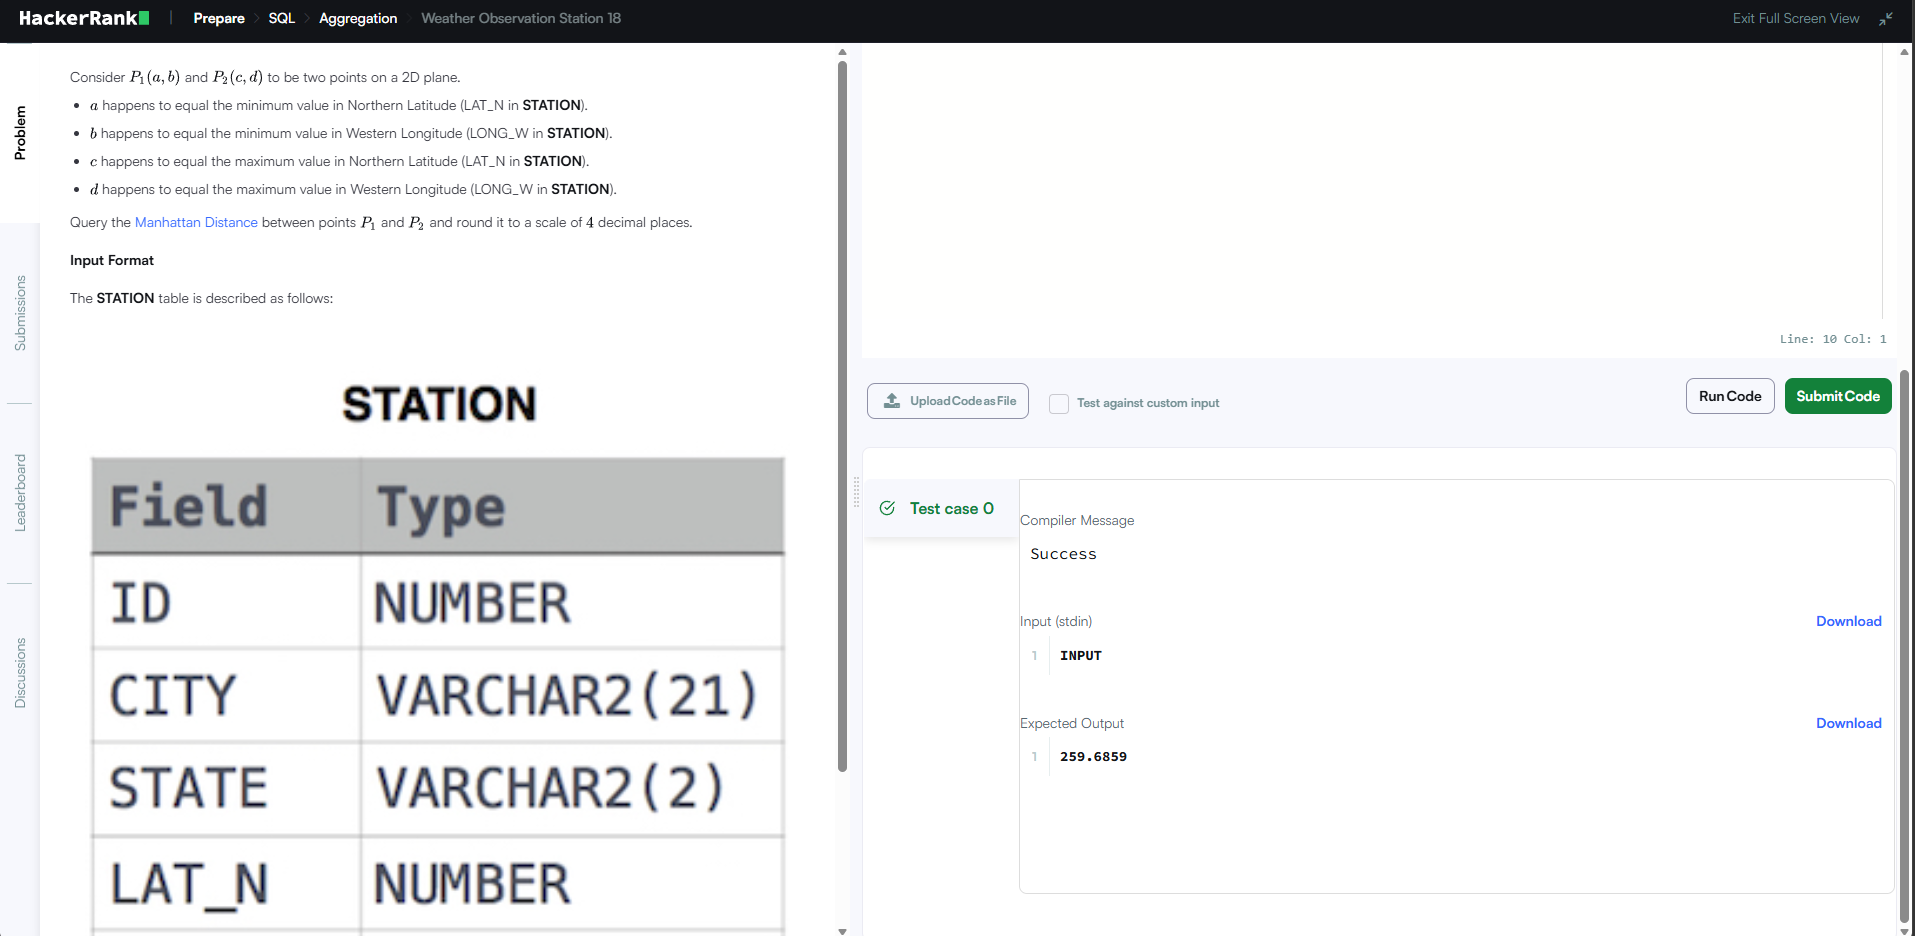 HackerRank | Prepare > SQL > Aggregation > Weather Observation Station 18
Exit Full Screen View
Problem
Submissions
Leaderboard
Discussions
Consider P₁(a, b) and P₂(c, d) to be two points on a 2D plane.
• a happens to equal the minimum value in Northern Latitude (LAT_N in STATION).
• b happens to equal the minimum value in Western Longitude (LONG_W in STATION).
• c happens to equal the maximum value in Northern Latitude (LAT_N in STATION).
• d happens to equal the maximum value in Western Longitude (LONG_W in STATION).
Query the Manhattan Distance between points P₁ and P₂ and round it to a scale of 4 decimal places.
Input Format
The STATION table is described as follows:
STATION
Field Type
ID NUMBER
CITY VARCHAR2(21)
STATE VARCHAR2(2)
LAT_N NUMBER
Line: 10 Col: 1
Upload Code as File
Test against custom input
Run Code
Submit Code
Test case 0
Compiler Message
Success
Input (stdin)
Download
1 INPUT
Expected Output
Download
1 259.6859